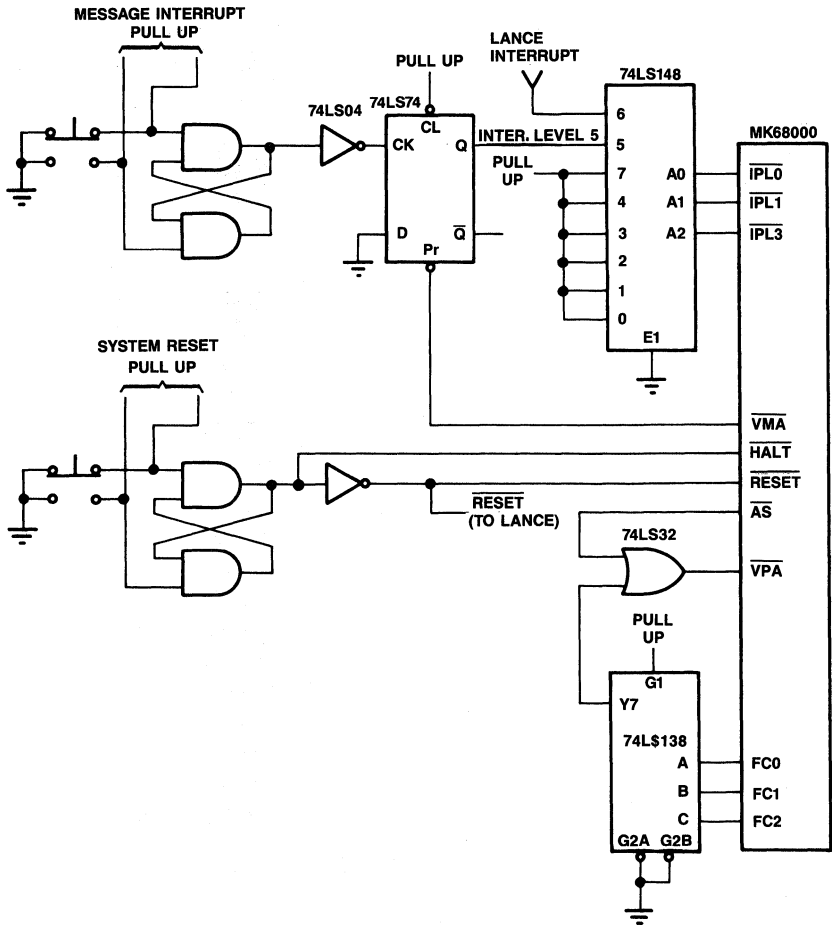 MESSAGE INTERRUPT
PULL UP
LANCE
INTERRUPT
PULL UP
74LS148
74LS04
74LS74
CL
CK
Q
INTER. LEVEL 5
6
5
MK68000
PULL
UP
7
A0
IPL0
4
A1
IPL1
D
Q
3
A2
IPL3
Pr
2
1
0
E1
SYSTEM RESET
PULL UP
VMA
HALT
RESET
RESET
(TO LANCE)
AS
74LS32
VPA
PULL
UP
G1
Y7
74L$138
A
FC0
B
FC1
C
FC2
G2A
G2B